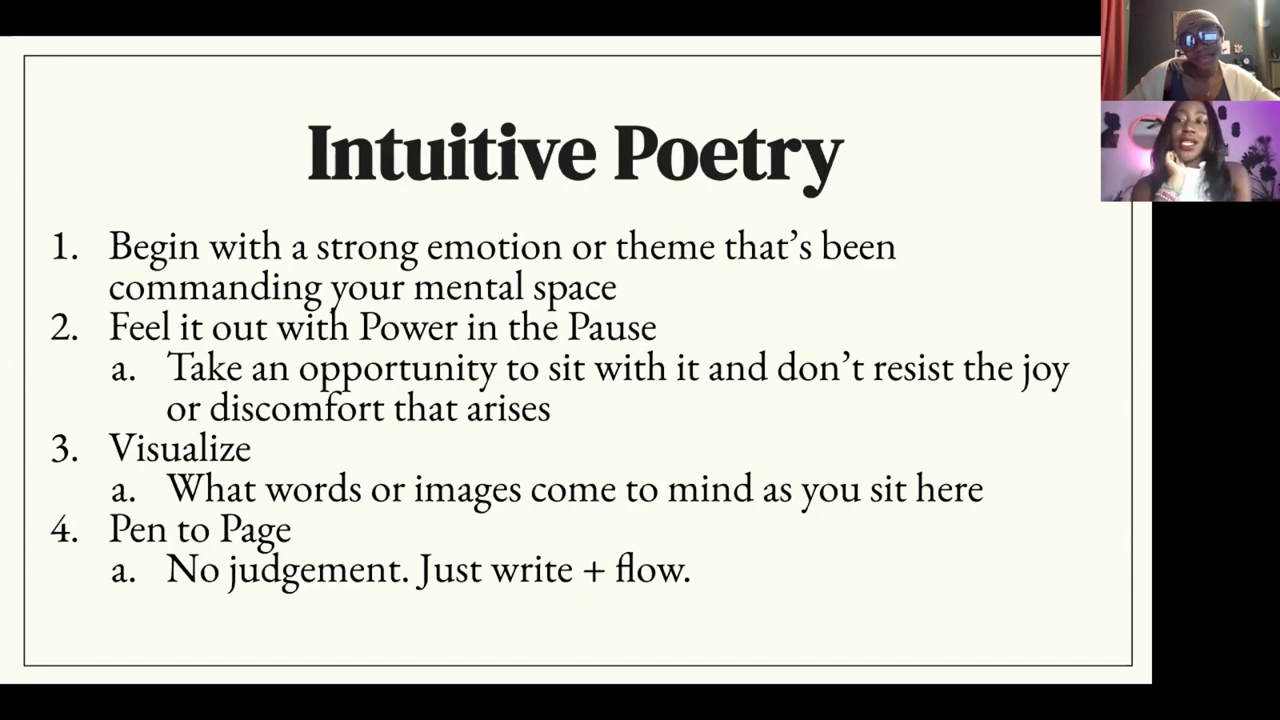 Intuitive Poetry
1. Begin with a strong emotion or theme that’s been
commanding your mental space
2. Feel it out with Power in the Pause
a. Take an opportunity to sit with it and don’t resist the joy
or discomfort that arises
3. Visualize
a. What words or images come to mind as you sit here
4. Pen to Page
a. No judgement. Just write + flow.